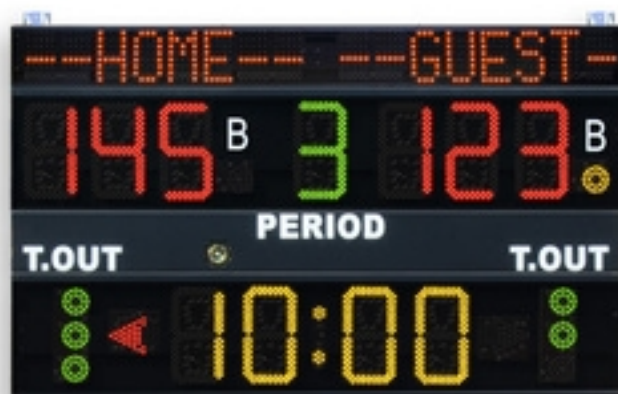 --HOME-- --GUEST-
145 B 3 123 B
PERIOD
T.OUT T.OUT
10:00